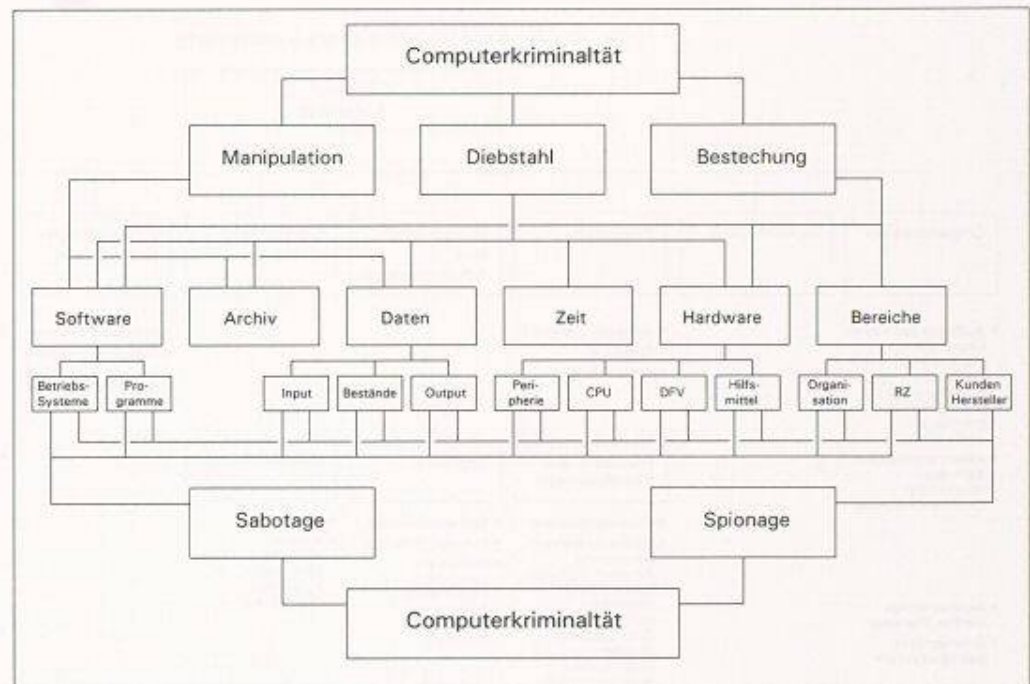 Computerkriminaltät
Manipulation
Diebstahl
Bestechung
Software
Archiv
Daten
Zeit
Hardware
Bereiche
Betriebs-
Systeme
Pro-
gramme
Input
Bestände
Output
Peri-
pherie
CPU
DFV
Hilfs-
mittel
Organi-
sation
RZ
Kunden
Hersteller
Sabotage
Spionage
Computerkriminaltät